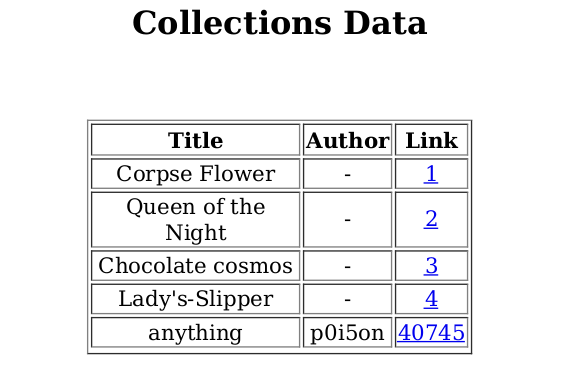 Collections Data
Title Author Link
Corpse Flower - 1
Queen of the
Night - 2
Chocolate cosmos - 3
Lady's-Slipper - 4
anything p0i5on 40745